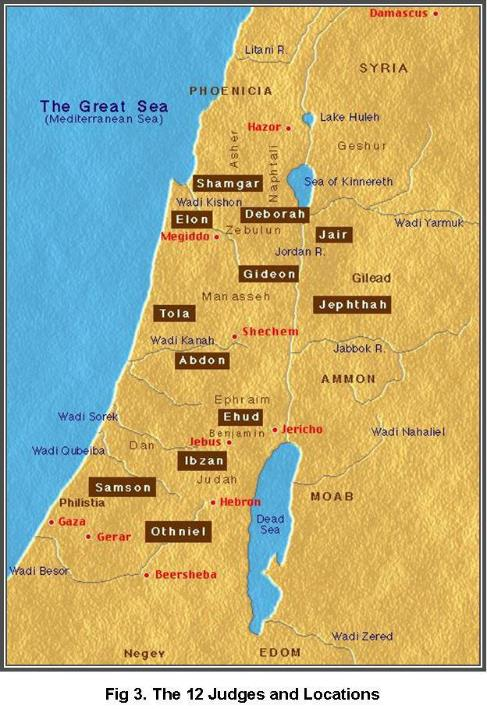 Damascus
Litani R.
SYRIA
PHOENICIA
The Great Sea
(Mediterranean Sea)
Lake Huleh
Hazor
Asher
Naphtali
Geshur
Shamgar
Sea of Kinnereth
Wadi Kishon
Elon
Deborah
Zebulun
Wadi Yarmuk
Megiddo
Jair
Jordan R.
Gideon
Gilead
Manasseh
Jephthah
Tola
Shechem
Wadi Kanah
Jabbok R.
Abdon
AMMON
Ephraim
Wadi Sorek
Ehud
Benjamin
Jericho
Wadi Nahaliel
Jebus
Dan
Wadi Qubeiba
Ibzan
Judah
Samson
MOAB
Philistia
Hebron
Gaza
Dead
Sea
Gerar
Othniel
Wadi Besor
Beersheba
Wadi Zered
Negev
EDOM
Fig 3. The 12 Judges and Locations